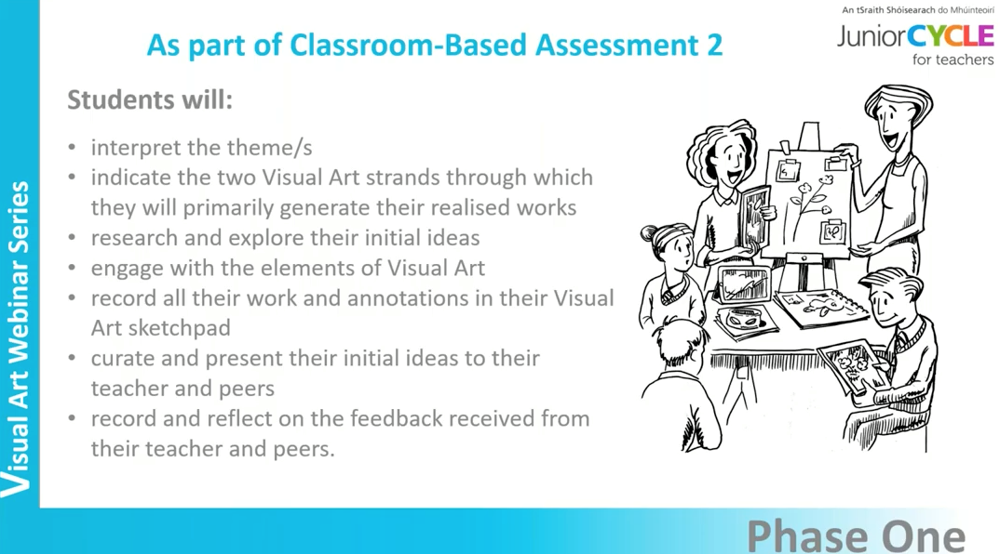 An tSraith Shóisearach do Mhúinteoirí
JuniorCYCLE
for teachers
As part of Classroom-Based Assessment 2
Students will:
• interpret the theme/s
• indicate the two Visual Art strands through which
they will primarily generate their realised works
• research and explore their initial ideas
• engage with the elements of Visual Art
• record all their work and annotations in their Visual
Art sketchpad
• curate and present their initial ideas to their
teacher and peers
• record and reflect on the feedback received from
their teacher and peers.
Visual Art Webinar Series
Phase One